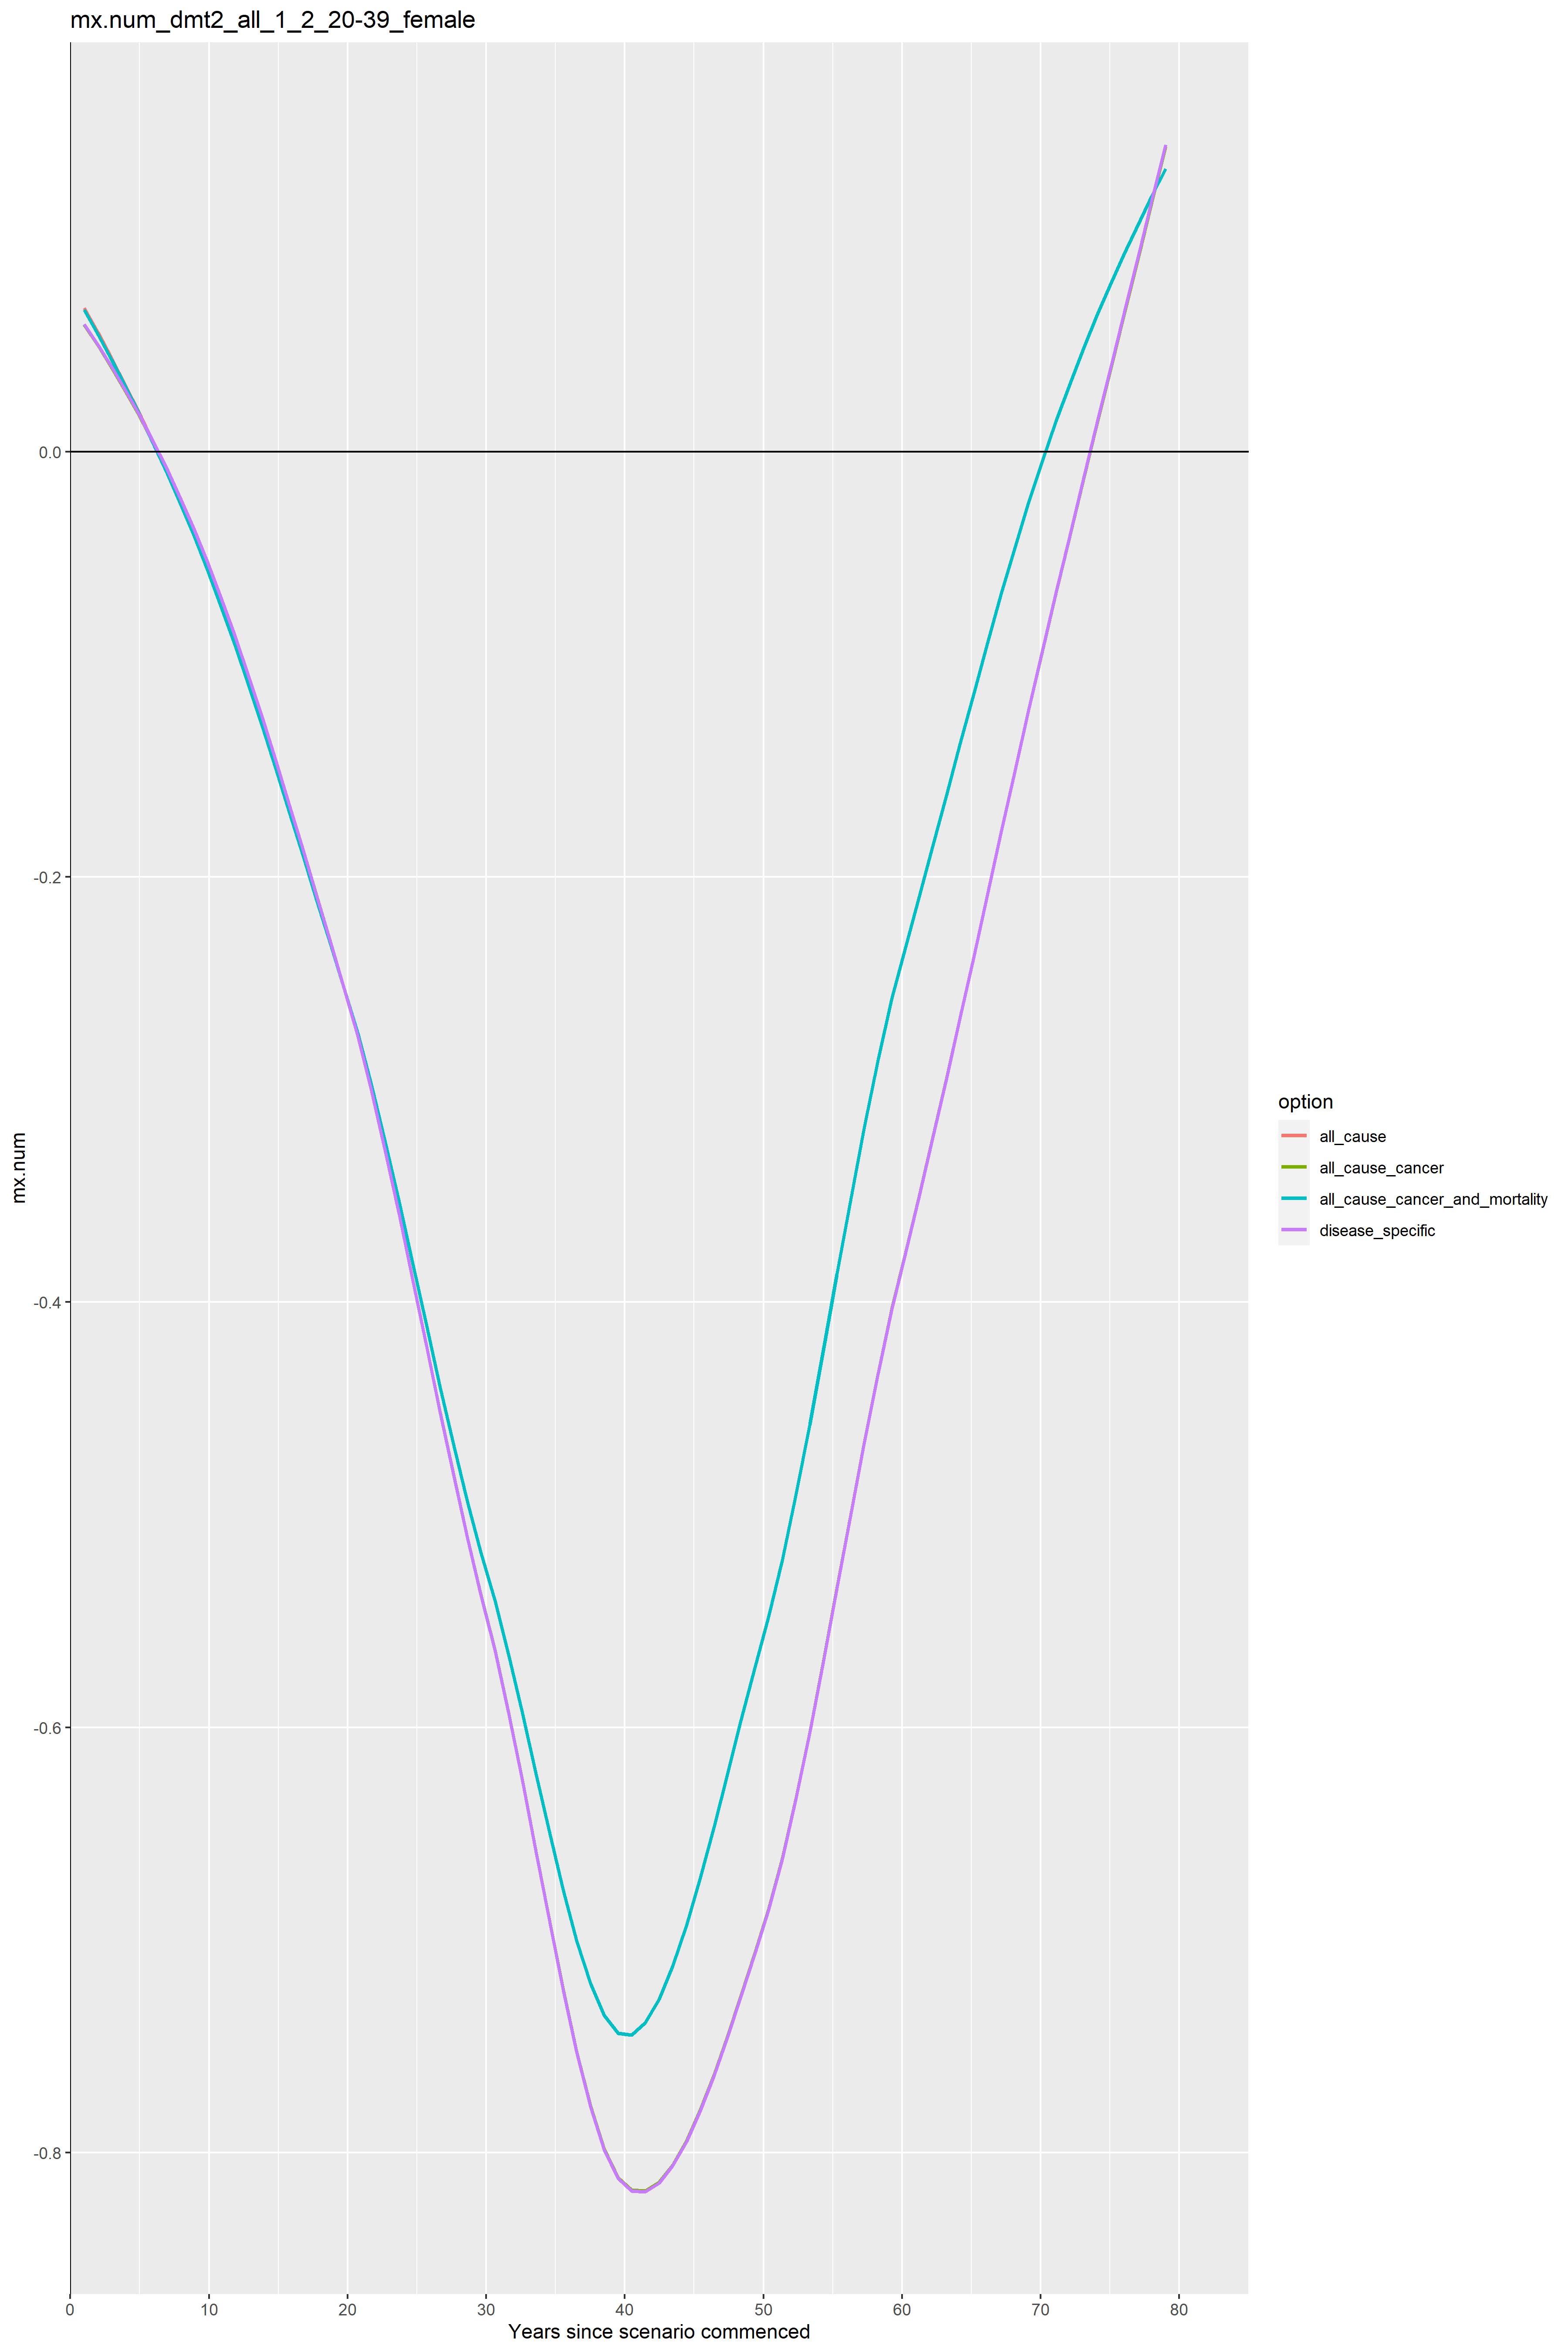 mx.num_dmt2_all_1_2_20-39_female
0.0
-0.2
-0.4
-0.6
-0.8
mx.num
0 10 20 30 40 50 60 70 80
Years since scenario commenced
option
all_cause
all_cause_cancer
all_cause_cancer_and_mortality
disease_specific